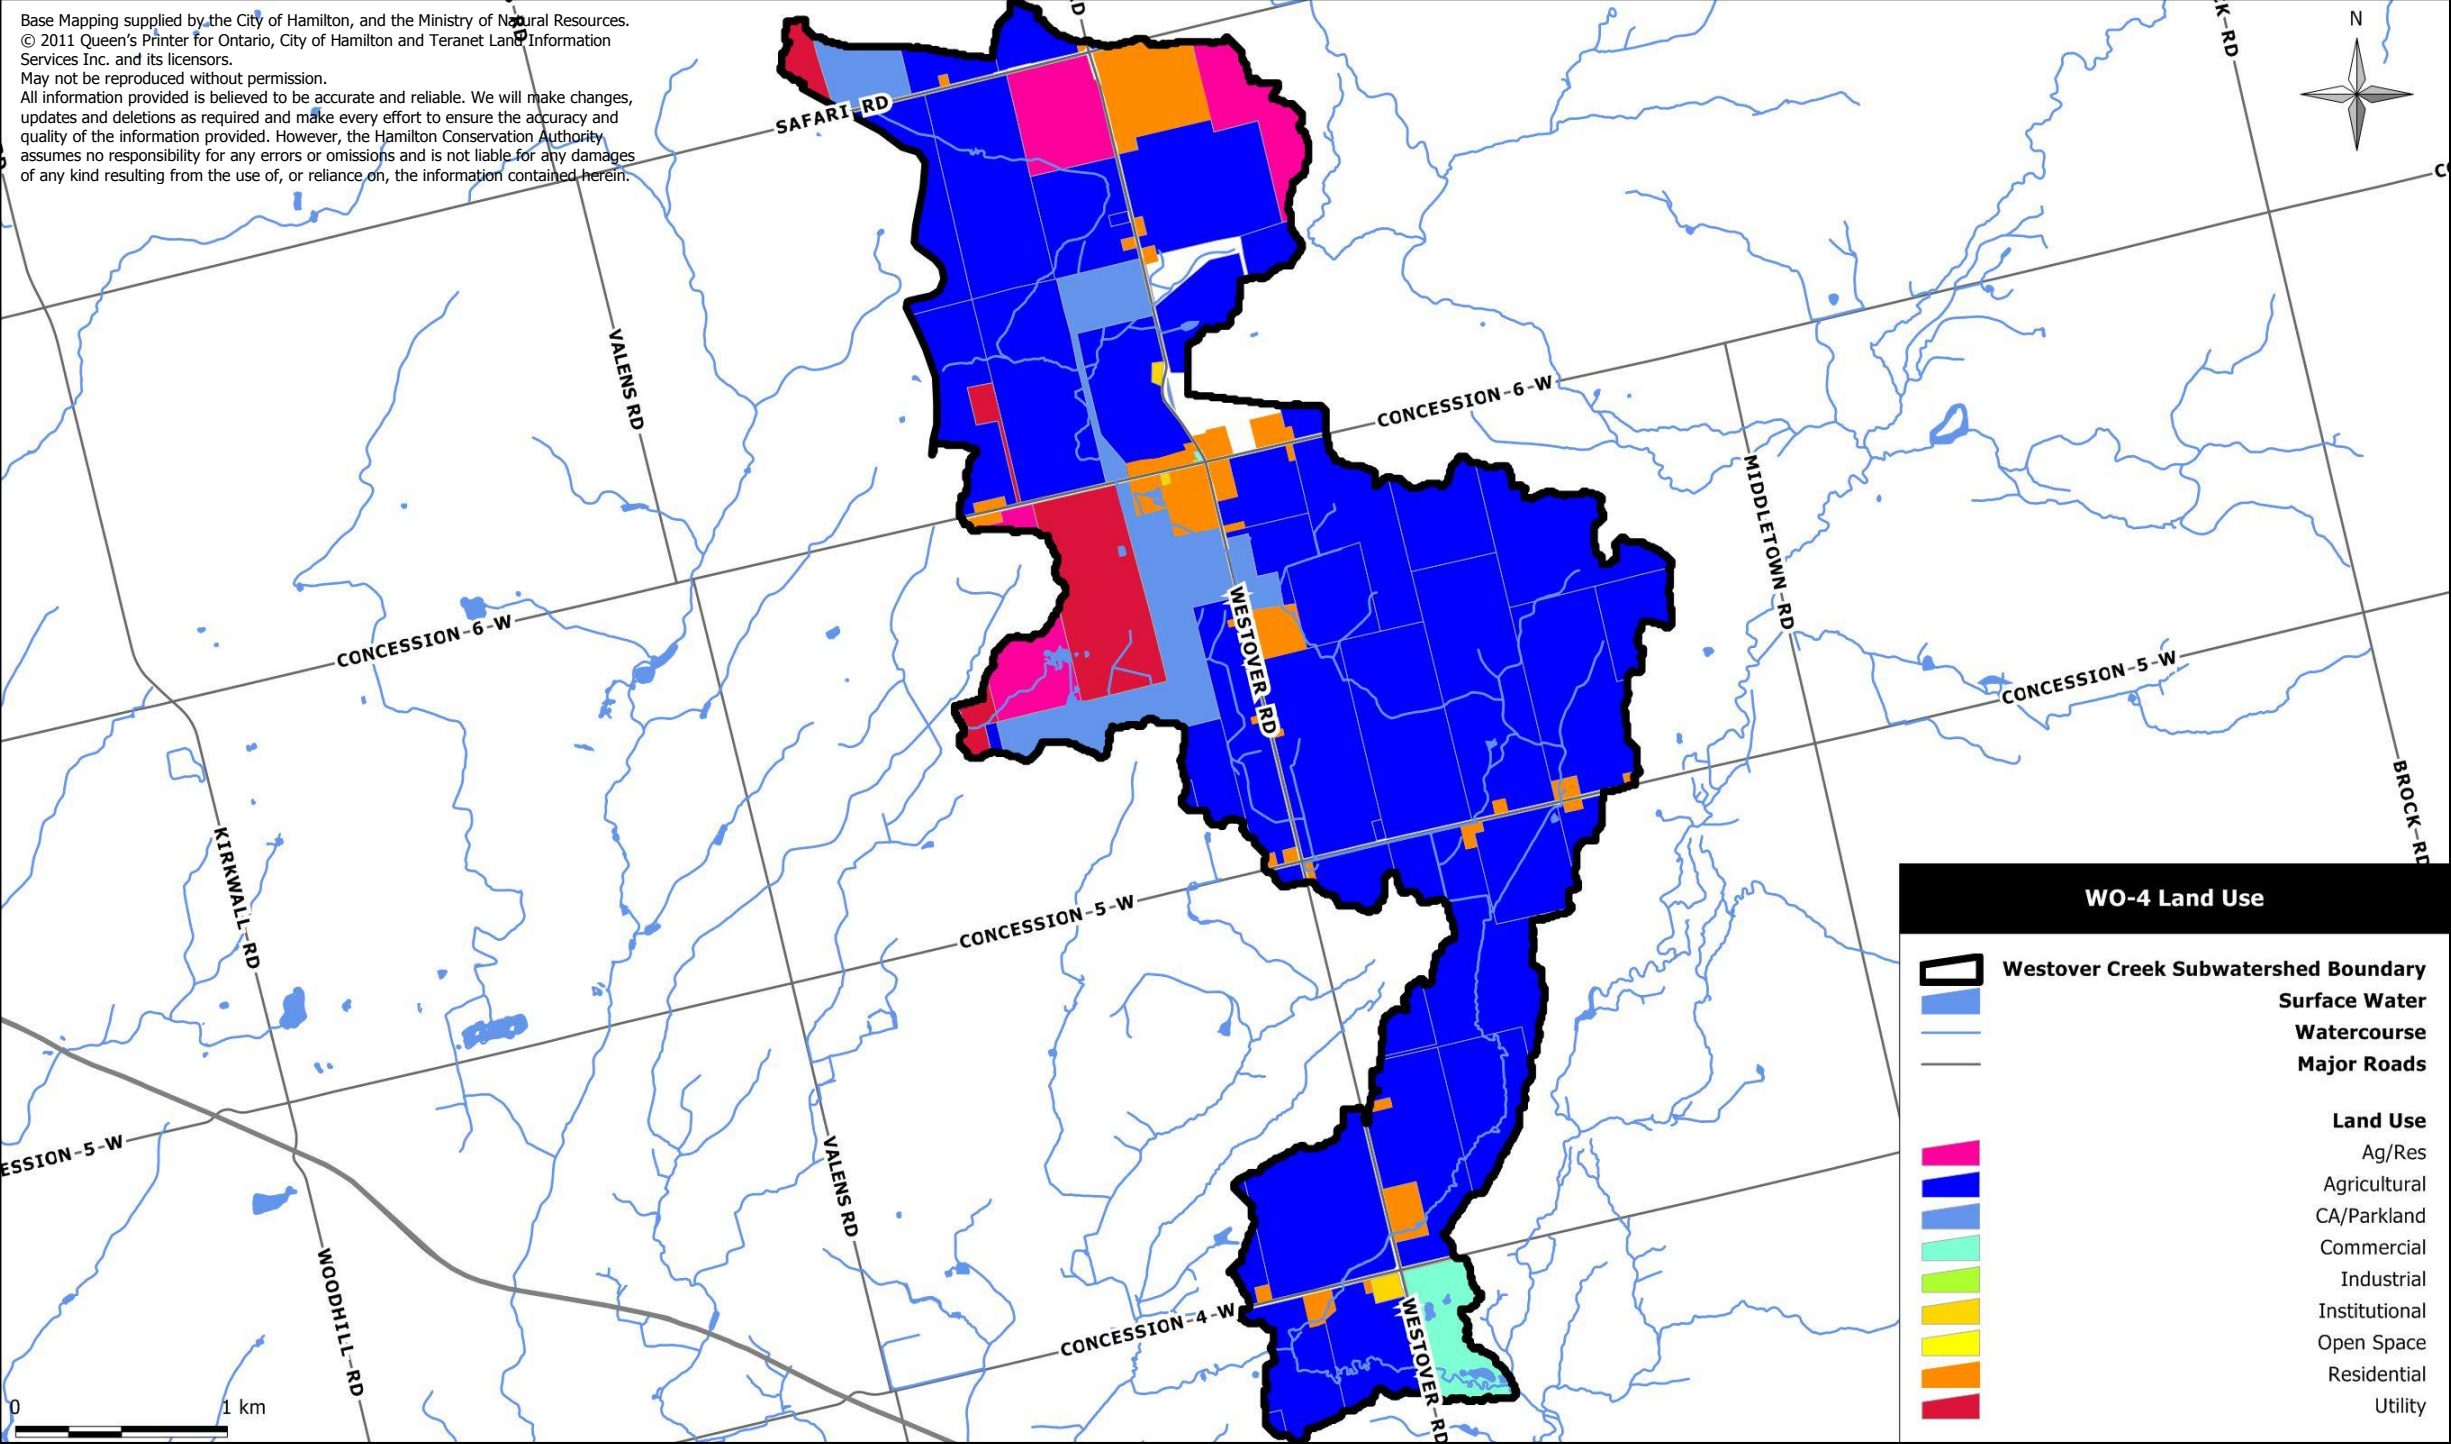 Base Mapping supplied by the City of Hamilton, and the Ministry of Natural Resources.
© 2011 Queen's Printer for Ontario, City of Hamilton and Teranet Land Information
Services Inc. and its licensors.
May not be reproduced without permission.
All information provided is believed to be accurate and reliable. We will make changes,
updates and deletions as required and make every effort to ensure the accuracy and
quality of the information provided. However, the Hamilton Conservation Authority
assumes no responsibility for any errors or omissions and is not liable for any damages
of any kind resulting from the use of, or reliance on, the information contained herein.
RD
D
CK-RD
N
SAFARI RD
VALENS RD
CONCESSION-6-W
MIDDLETOWN-RD
CONCESSION-6-W
WESTOVER RD
CONCESSION-5-W
BROCK-RD
KIRKWALL-RD
CONCESSION-5-W
ESSION-5-W
VALENS RD
WOODHILL-RD
CONCESSION-4-W
WESTOVER-RD
0
1 km
WO-4 Land Use
Westover Creek Subwatershed Boundary
Surface Water
Watercourse
Major Roads
Land Use
Ag/Res
Agricultural
CA/Parkland
Commercial
Industrial
Institutional
Open Space
Residential
Utility